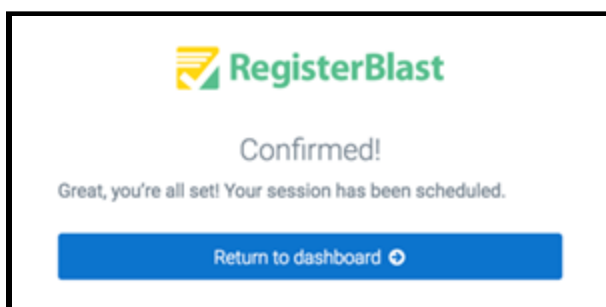 RegisterBlast
Confirmed!
Great, you're all set! Your session has been scheduled.
Return to dashboard